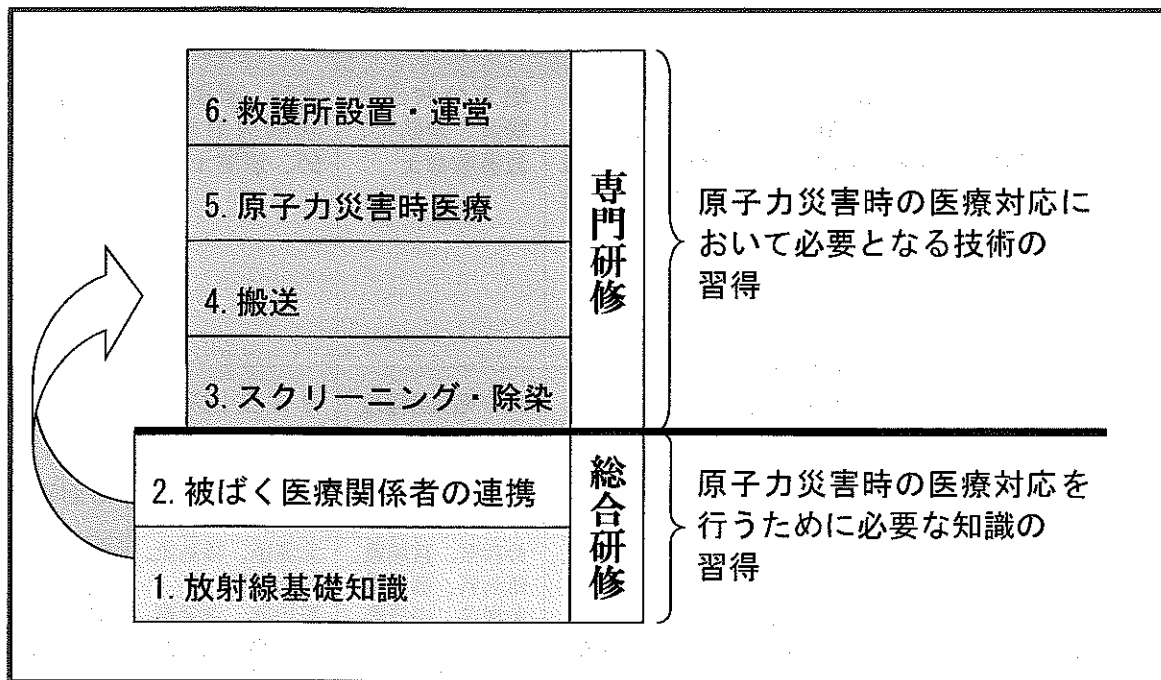 6. 救護所設置・運営
5. 原子力災害時医療
4. 搬送
3. スクリーニング・除染
専門研修
原子力災害時の医療対応に
おいて必要となる技術の
習得
2. 被ばく医療関係者の連携
1. 放射線基礎知識
総合研修
原子力災害時の医療対応を
行うために必要な知識の
習得